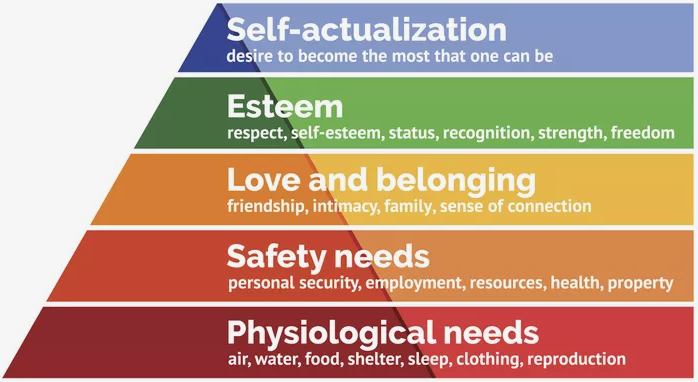 Self-actualization
desire to become the most that one can be
Esteem
respect, self-esteem, status, recognition, strength, freedom
Love and belonging
friendship, intimacy, family, sense of connection
Safety needs
personal security, employment, resources, health, property
Physiological needs
air, water, food, shelter, sleep, clothing, reproduction